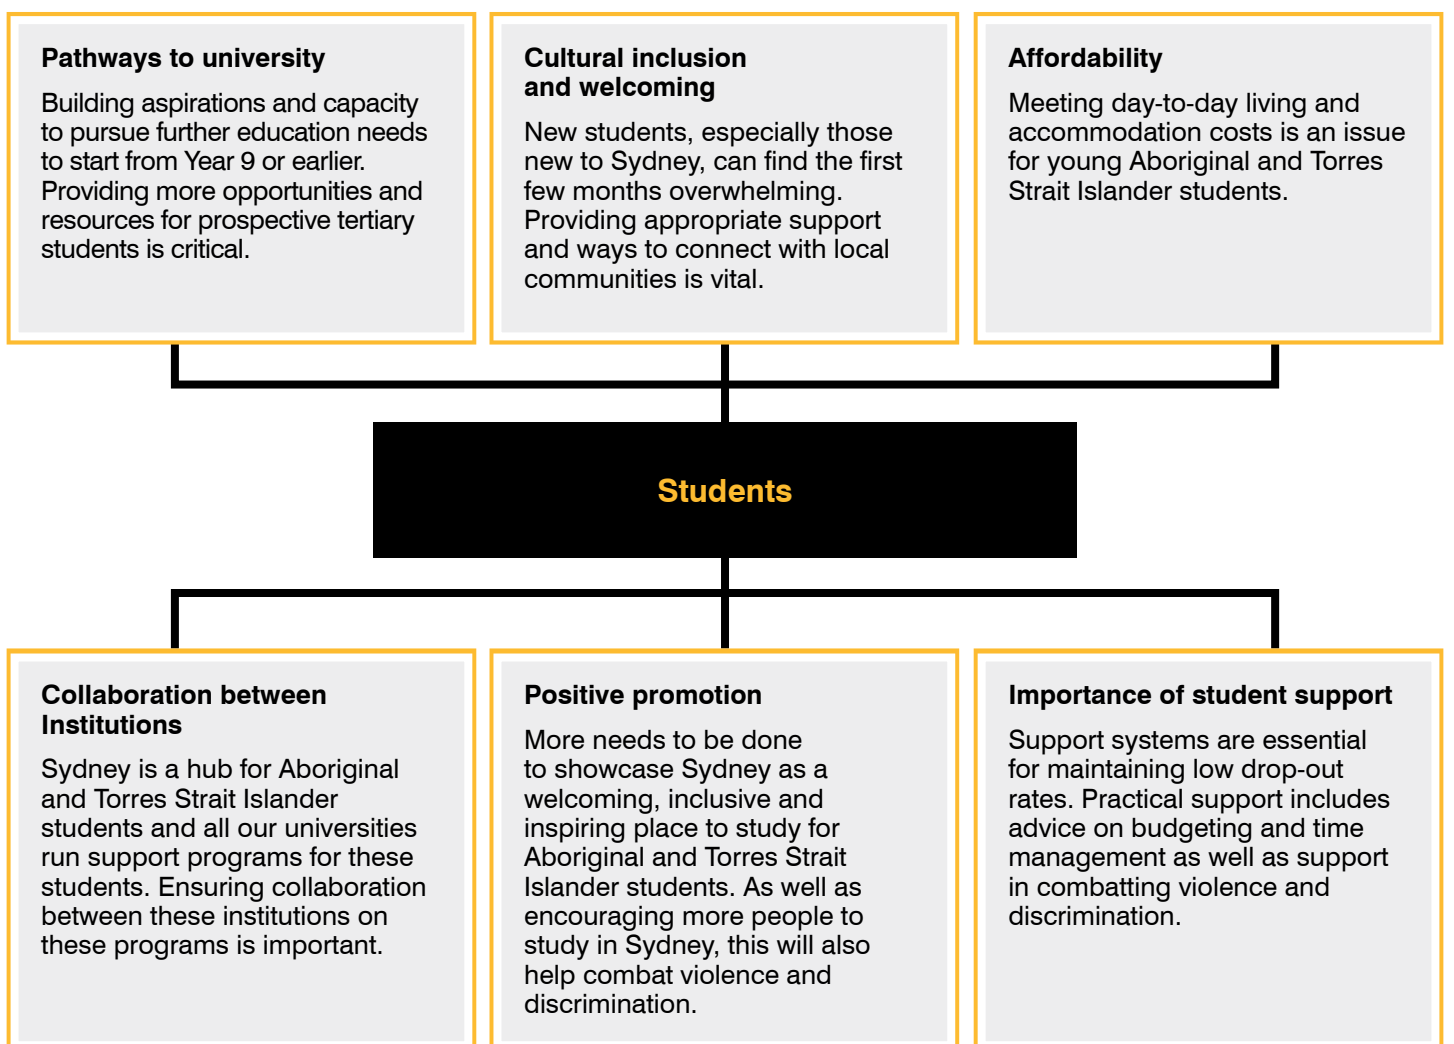 Pathways to university
Building aspirations and capacity
to pursue further education needs
to start from Year 9 or earlier.
Providing more opportunities and
resources for prospective tertiary
students is critical.
Cultural inclusion
and welcoming
New students, especially those
new to Sydney, can find the first
few months overwhelming.
Providing appropriate support
and ways to connect with local
communities is vital.
Affordability
Meeting day-to-day living and
accommodation costs is an issue
for young Aboriginal and Torres
Strait Islander students.
Students
Collaboration between
Institutions
Sydney is a hub for Aboriginal
and Torres Strait Islander
students and all our universities
run support programs for these
students. Ensuring collaboration
between these institutions on
these programs is important.
Positive promotion
More needs to be done
to showcase Sydney as a
welcoming, inclusive and
inspiring place to study for
Aboriginal and Torres Strait
Islander students. As well as
encouraging more people to
study in Sydney, this will also
help combat violence and
discrimination.
Importance of student support
Support systems are essential
for maintaining low drop-out
rates. Practical support includes
advice on budgeting and time
management as well as support
in combatting violence and
discrimination.